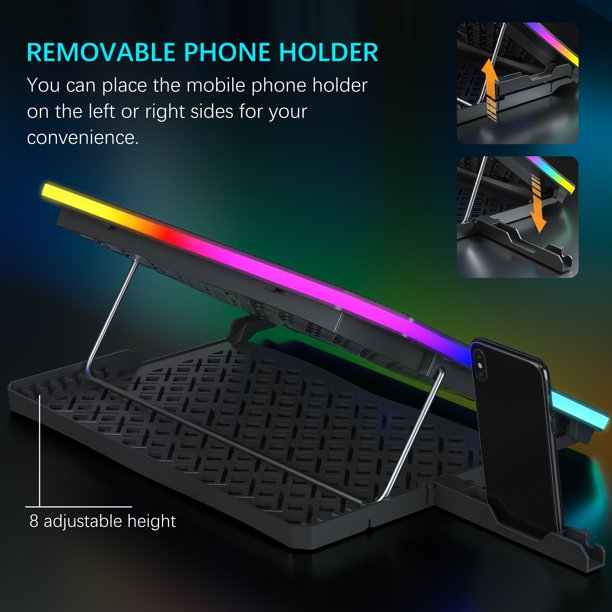 REMOVABLE PHONE HOLDER
You can place the mobile phone holder
on the left or right sides for your
convenience.
8 adjustable height